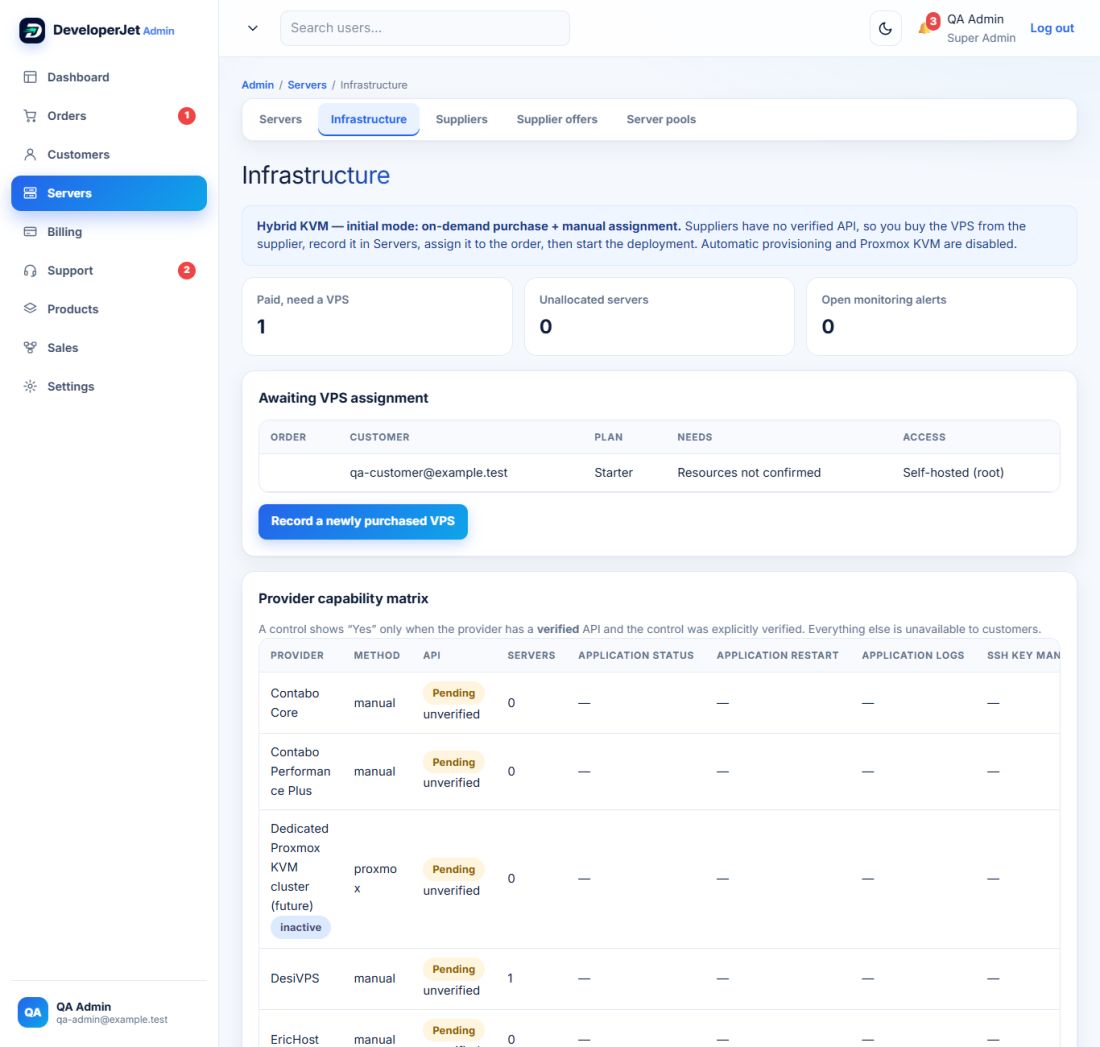 DeveloperJet Admin
Dashboard
Orders 1
Customers
Servers
Billing
Support 2
Products
Sales
Settings
QA
QA Admin
qa-admin@example.test
Search users...
3
QA Admin
Super Admin
Log out
Admin / Servers / Infrastructure
Servers Infrastructure Suppliers Supplier offers Server pools
Infrastructure
Hybrid KVM — initial mode: on-demand purchase + manual assignment. Suppliers have no verified API, so you buy the VPS from the
supplier, record it in Servers, assign it to the order, then start the deployment. Automatic provisioning and Proxmox KVM are disabled.
Paid, need a VPS
1
Unallocated servers
0
Open monitoring alerts
0
Awaiting VPS assignment
ORDER CUSTOMER PLAN NEEDS ACCESS
qa-customer@example.test Starter Resources not confirmed Self-hosted (root)
Record a newly purchased VPS
Provider capability matrix
A control shows "Yes" only when the provider has a verified API and the control was explicitly verified. Everything else is unavailable to customers.
PROVIDER METHOD API SERVERS APPLICATION STATUS APPLICATION RESTART APPLICATION LOGS SSH KEY MAN
Contabo
Core
manual
Pending
unverified
0 — — — —
Contabo
Performan
ce Plus
manual
Pending
unverified
0 — — — —
Dedicated
Proxmox
KVM
cluster
(future)
inactive
proxmo
x
Pending
unverified
0 — — — —
DesiVPS
manual
Pending
unverified
1 — — — —
EricHost
manual
Pending
0 — — — —